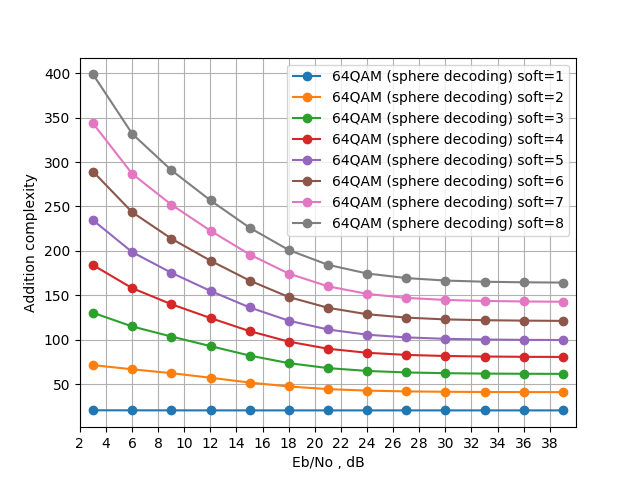 400
350
300
250
200
150
100
50
Addition complexity
64QAM (sphere decoding) soft=1
64QAM (sphere decoding) soft=2
64QAM (sphere decoding) soft=3
64QAM (sphere decoding) soft=4
64QAM (sphere decoding) soft=5
64QAM (sphere decoding) soft=6
64QAM (sphere decoding) soft=7
64QAM (sphere decoding) soft=8
2 4 6 8 10 12 14 16 18 20 22 24 26 28 30 32 34 36 38
Eb/No , dB